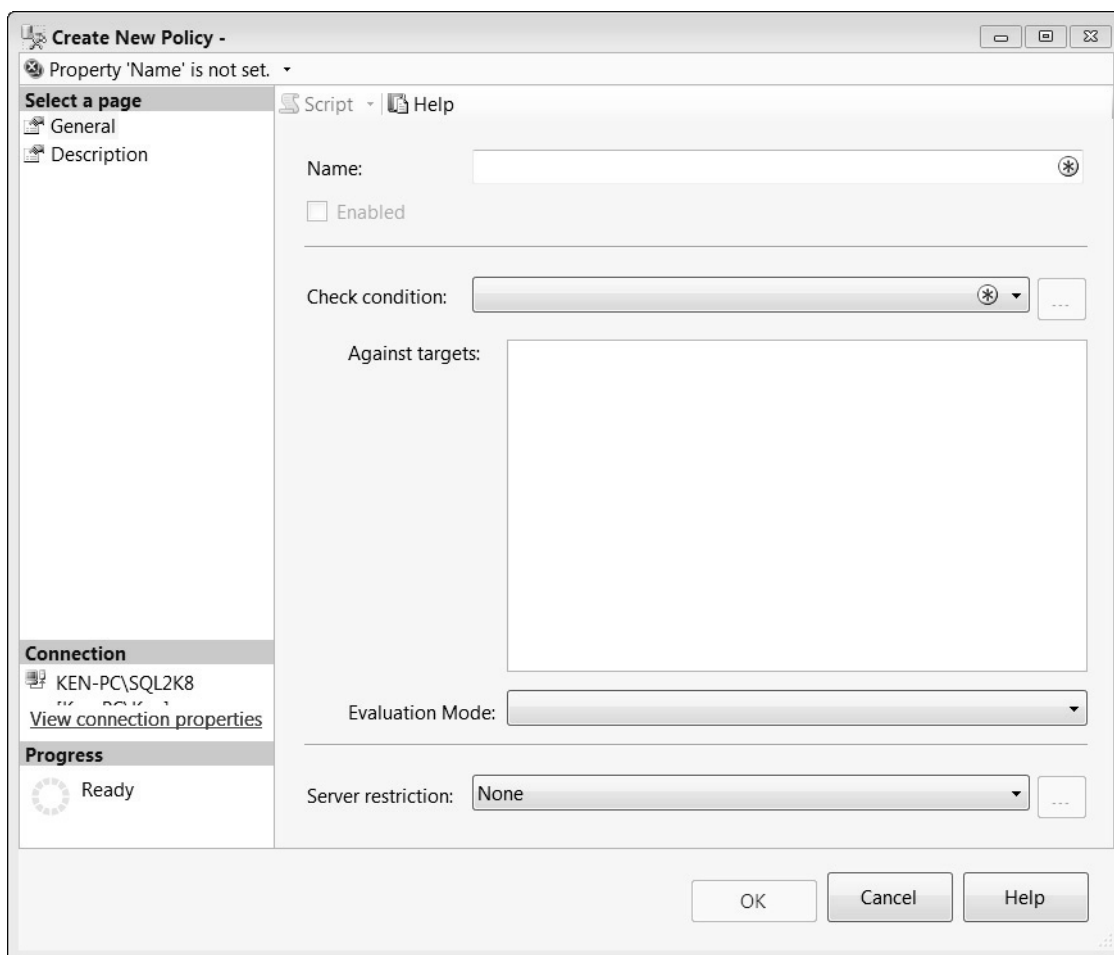 Create New Policy -
Property 'Name' is not set.
Select a page
General
Description
Script
Help
Name:
Enabled
Check condition:
...
Against targets:
Evaluation Mode:
Server restriction:
None
...
Connection
KEN-PC\SQL2K8
View connection properties
Progress
Ready
OK
Cancel
Help